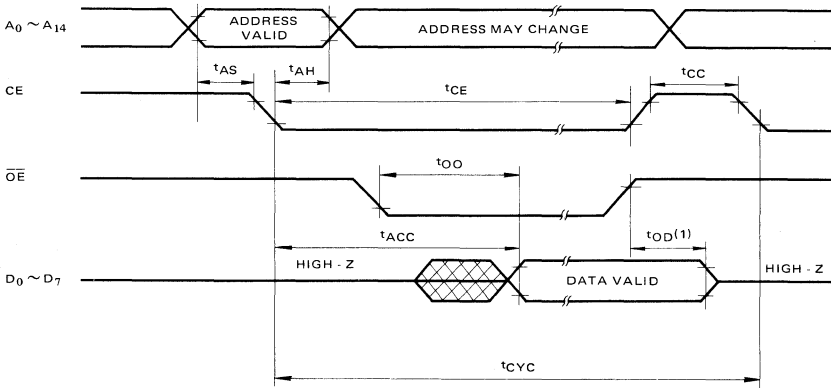 A0 ~ A14
ADDRESS
VALID
ADDRESS MAY CHANGE
tAS
tAH
tCE
tCC
CE
OE
tOO
tACC
tOD(1)
D0 ~ D7
HIGH - Z
DATA VALID
HIGH - Z
tCYC